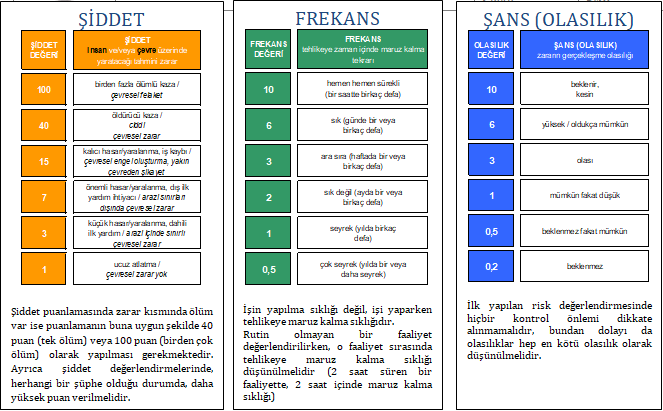 ŞİDDET
ŞİDDET
DEĞERİ
ŞİDDET
insan ve/veya çevre üzerinde
yaratacağı tahmini zarar
100
birden fazla ölümlü kaza /
çevresel felaket
40
öldürücü kaza /
ciddi
çevresel zarar
15
kalıcı hasar/yaralanma, iş kaybı /
çevresel engel oluşturma, yakın
çevreden şikayet
7
önemli hasar/yaralanma, dış ilk
yardım ihtiyacı / arazi sınırları
dışında çevresel zarar
3
küçük hasar/yaralanma, dahili
ilk yardım / arazi içinde sınırlı
çevresel zarar
1
ucuz atlatma /
çevresel zarar yok
Şiddet puanlamasında zarar kısmında ölüm
var ise puanlamanın buna uygun şekilde 40
puan (tek ölüm) veya 100 puan (birden çok
ölüm) olarak yapılması gerekmektedir.
Ayrıca şiddet değerlendirmelerinde,
herhangi bir şüphe olduğu durumda, daha
yüksek puan verilmelidir.
FREKANS
FREKANS
DEĞERİ
FREKANS
tehlikeye zaman içinde maruz kalma
tekrarı
10
hemen hemen sürekli
(bir saatte birkaç defa)
6
sık (günde bir veya
birkaç defa)
3
ara sıra (haftada bir veya
birkaç defa)
2
sık değil (ayda bir veya
birkaç defa)
1
seyrek (yılda birkaç
defa)
0,5
çok seyrek (yılda bir veya
daha seyrek)
İşin yapılma sıklığı değil, işi yaparken
tehlikeye maruz kalma sıklığıdır.
Rutin olmayan bir faaliyet
değerlendirilirken, o faaliyet sırasında
tehlikeye maruz kalma sıklığı
düşünülmelidir (2 saat süren bir
faaliyette, 2 saat içinde maruz kalma
sıklığı)
ŞANS (OLASILIK)
OLASILIK
DEĞERİ
ŞANS (OLASILIK)
zararın gerçekleşme olasılığı
10
beklenir,
kesin
6
yüksek / oldukça mümkün
3
olası
1
mümkün fakat düşük
0,5
beklenmez fakat mümkün
0,2
beklenmez
İlk yapılan risk değerlendirmesinde
hiçbir kontrol önlemi dikkate
alınmamalıdır, bundan dolayı da
olasılıklar hep en kötü olasılık olarak
düşünülmelidir.